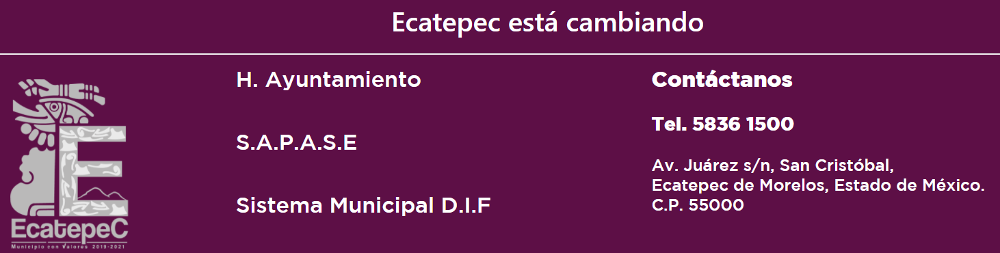 Ecatepec está cambiando
EcatepeC
Municipio con Valores 2019-2021
H. Ayuntamiento
S.A.P.A.S.E
Sistema Municipal D.I.F
Contáctanos
Tel. 5836 1500
Av. Juárez s/n, San Cristóbal,
Ecatepec de Morelos, Estado de México.
C.P. 55000